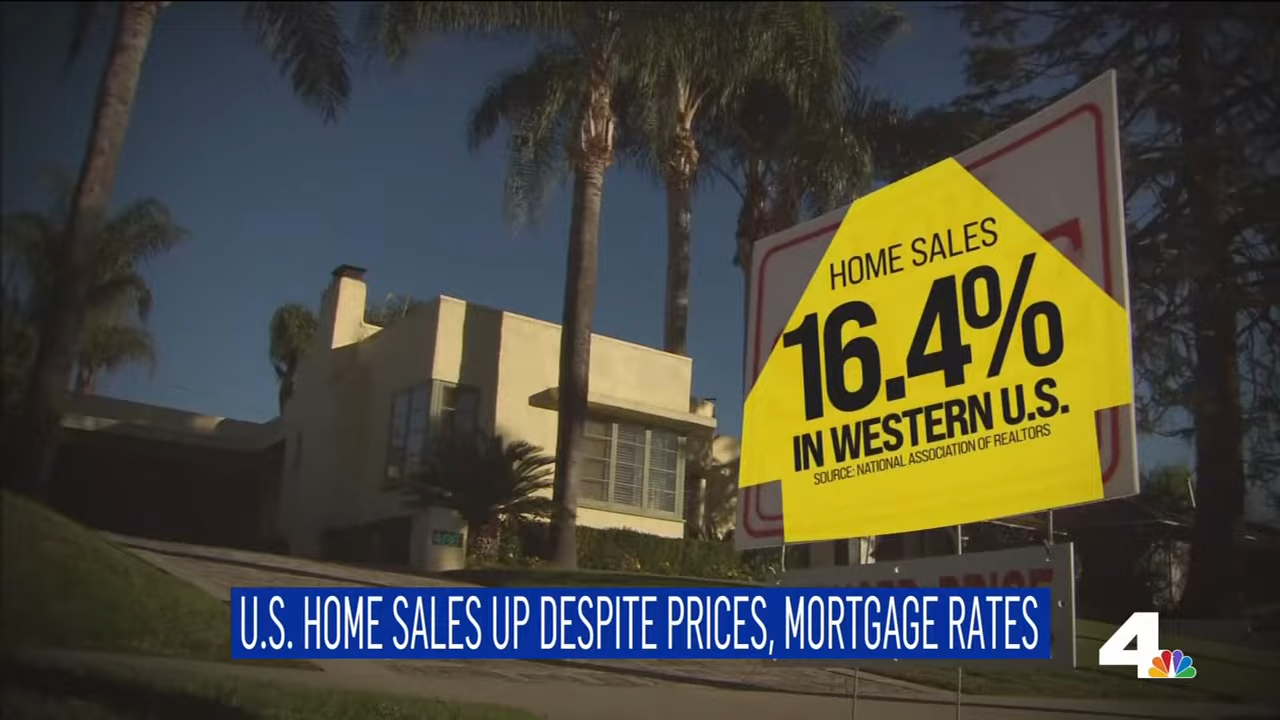 HOME SALES
16.4%
IN WESTERN U.S.
SOURCE: NATIONAL ASSOCIATION OF REALTORS
PRICE
U.S. HOME SALES UP DESPITE PRICES, MORTGAGE RATES
4